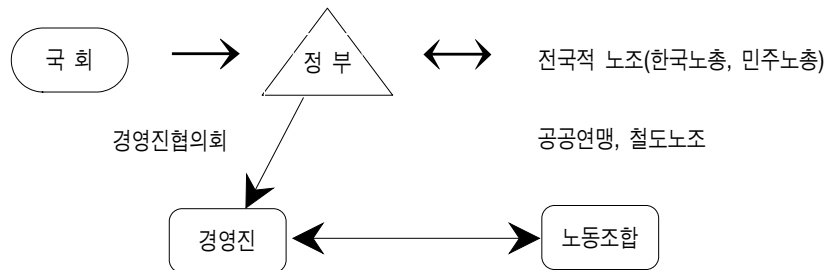 국 회
정 부
전국적 노조(한국노총, 민주노총)
경영진협의회
공공연맹, 철도노조
경영진
노동조합